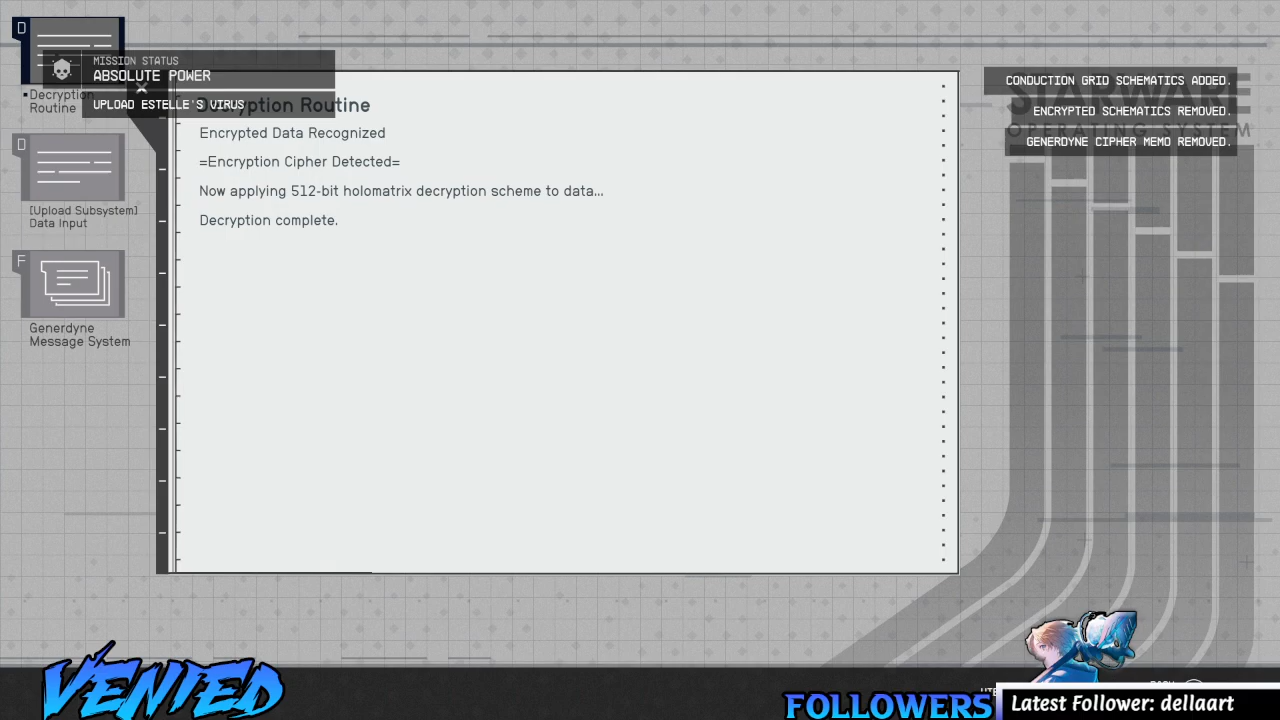 D
MISSION STATUS
ABSOLUTE POWER
UPLOAD ESTELLE'S VIRUS
Decryption
Routine
D
[Upload Subsystem]
Data Input
F
Generdyne
Message System
Decryption Routine
Encrypted Data Recognized
=Encryption Cipher Detected=
Now applying 512-bit holomatrix decryption scheme to data...
Decryption complete.
STARWARE
OPERATING SYSTEM
CONDUCTION GRID SCHEMATICS ADDED.
ENCRYPTED SCHEMATICS REMOVED.
GENERDYNE CIPHER MEMO REMOVED.
VENIED
FOLLOWERS
Latest Follower: dellaart